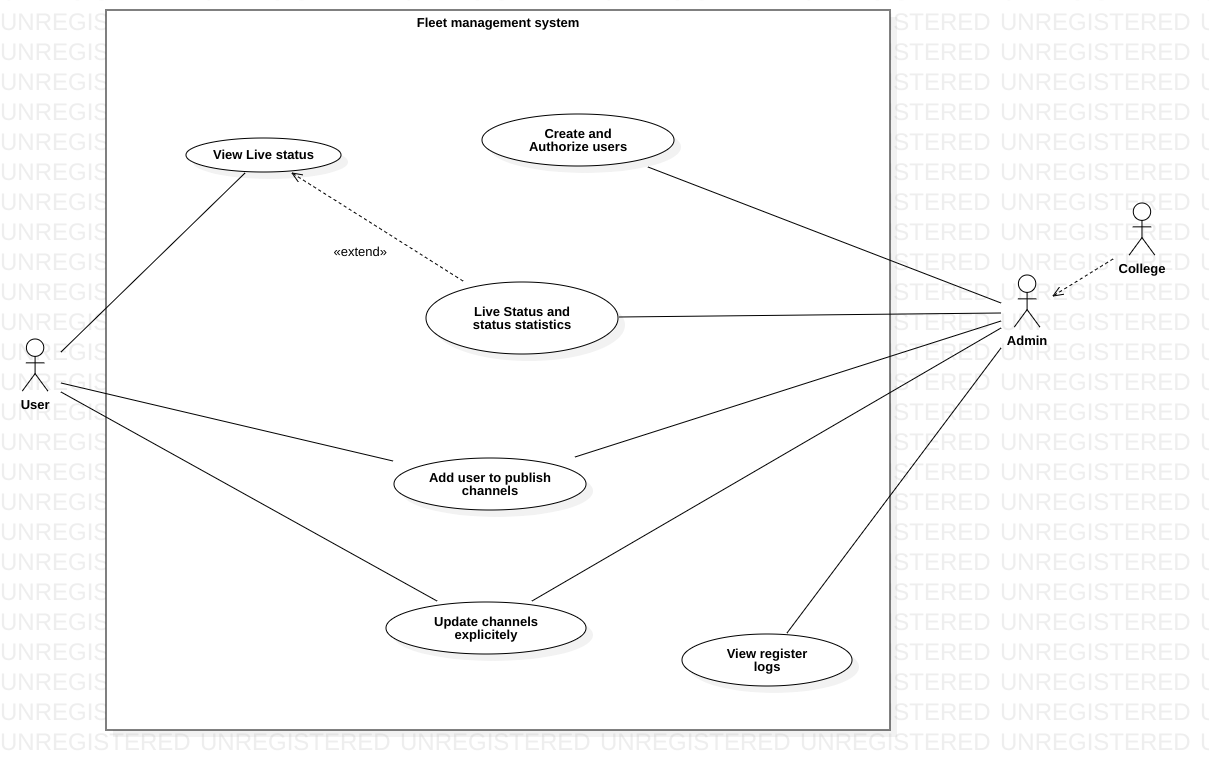 Fleet management system
View Live status
Create and
Authorize users
College
«extend»
Live Status and
status statistics
Admin
User
Add user to publish
channels
Update channels
explicitely
View register
logs
UNREGISTERED UNREGISTERED UNREGISTERED UNREGISTERED UNREGISTERED UNREGISTERED